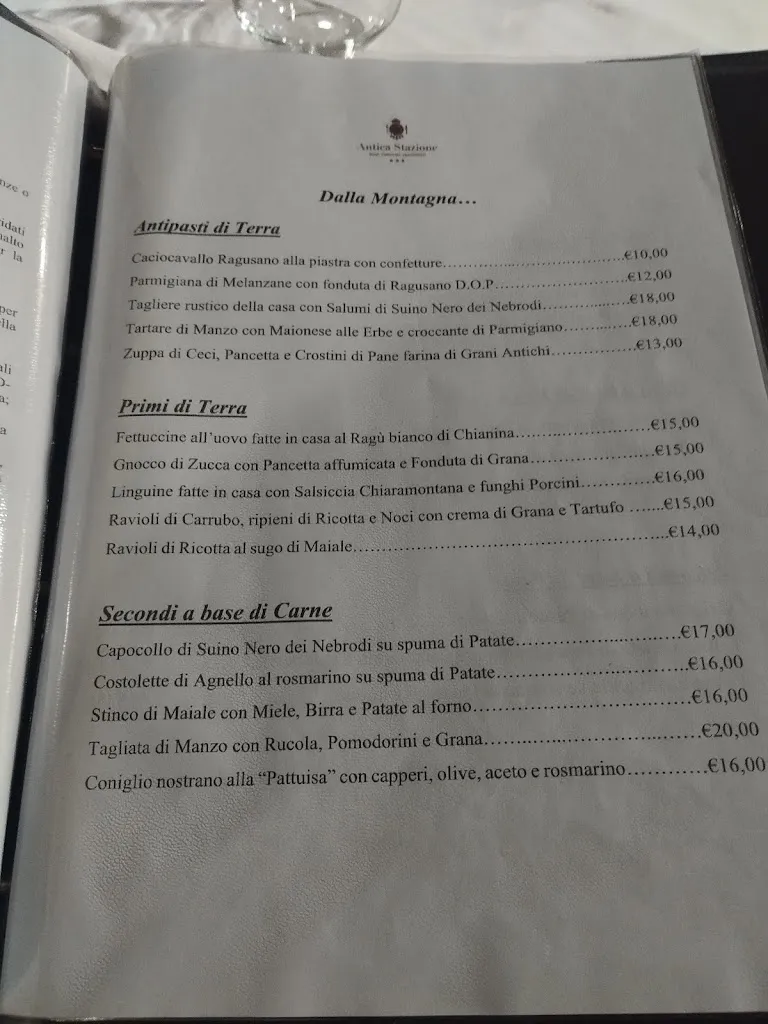 nze o
idati
nalto
r la
per
lla
ali
D-
a;
a
Antica Stazione
★★★
Dalla Montagna...
Antipasti di Terra
Caciocavallo Ragusano alla piastra con confetture..............................................€10,00
Parmigiana di Melanzane con fonduta di Ragusano D.O.P..............................€12,00
Tagliere rustico della casa con Salumi di Suino Nero dei Nebrodi....................€18,00
Tartare di Manzo con Maionese alle Erbe e croccante di Parmigiano...............€18,00
Zuppa di Ceci, Pancetta e Crostini di Pane farina di Grani Antichi..................€13,00
Primi di Terra
Fettuccine all'uovo fatte in casa al Ragù bianco di Chianina............................€15,00
Gnocco di Zucca con Pancetta affumicata e Fonduta di Grana.........................€15,00
Linguine fatte in casa con Salsiccia Chiaramontana e funghi Porcini...............€16,00
Ravioli di Carrubo, ripieni di Ricotta e Noci con crema di Grana e Tartufo ......€15,00
Ravioli di Ricotta al sugo di Maiale...............................................................€14,00
Secondi a base di Carne
Capocollo di Suino Nero dei Nebrodi su spuma di Patate.................................€17,00
Costolette di Agnello al rosmarino su spuma di Patate.....................................€16,00
Stinco di Maiale con Miele, Birra e Patate al forno..........................................€16,00
Tagliata di Manzo con Rucola, Pomodorini e Grana..........................................€20,00
Coniglio nostrano alla "Pattuisa" con capperi, olive, aceto e rosmarino............€16,00